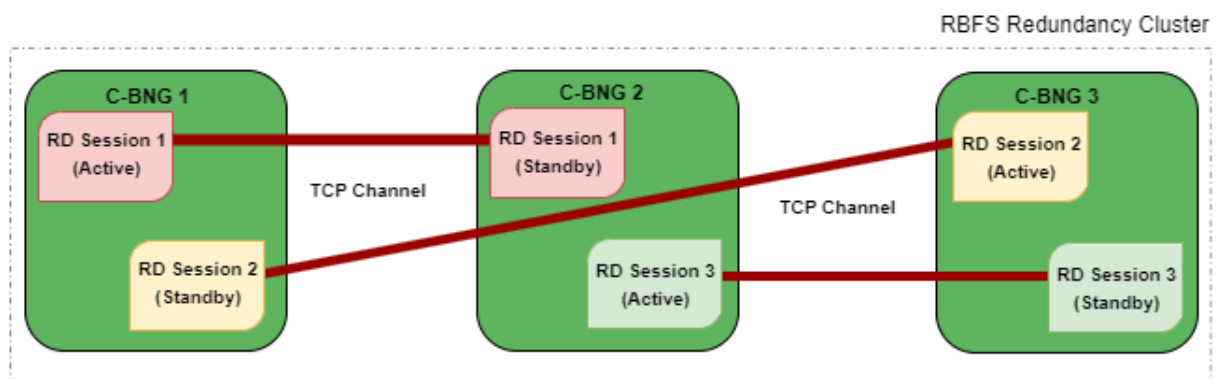 RBFS Redundancy Cluster
C-BNG 1
RD Session 1
(Active)
RD Session 2
(Standby)
TCP Channel
C-BNG 2
RD Session 1
(Standby)
RD Session 3
(Active)
TCP Channel
C-BNG 3
RD Session 2
(Active)
RD Session 3
(Standby)